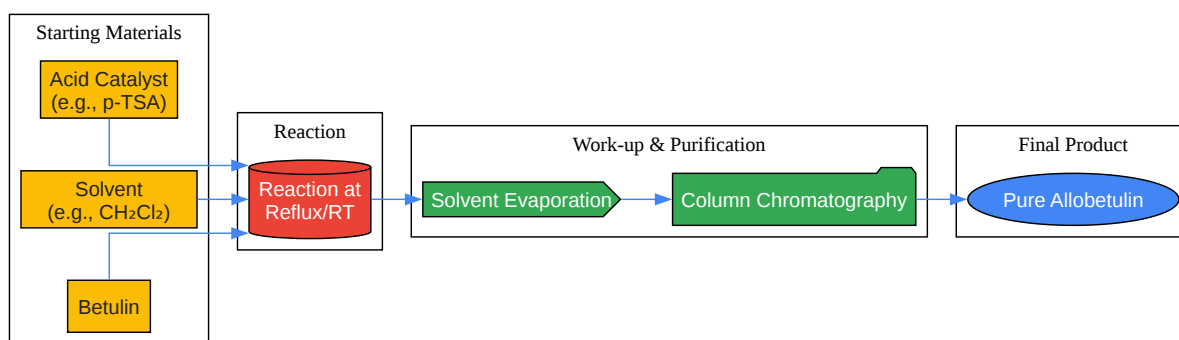 Starting Materials
Acid Catalyst
(e.g., p-TSA)
Solvent
(e.g., CH₂Cl₂)
Betulin
Reaction
Reaction at
Reflux/RT
Work-up & Purification
Solvent Evaporation
Column Chromatography
Final Product
Pure Allobetulin